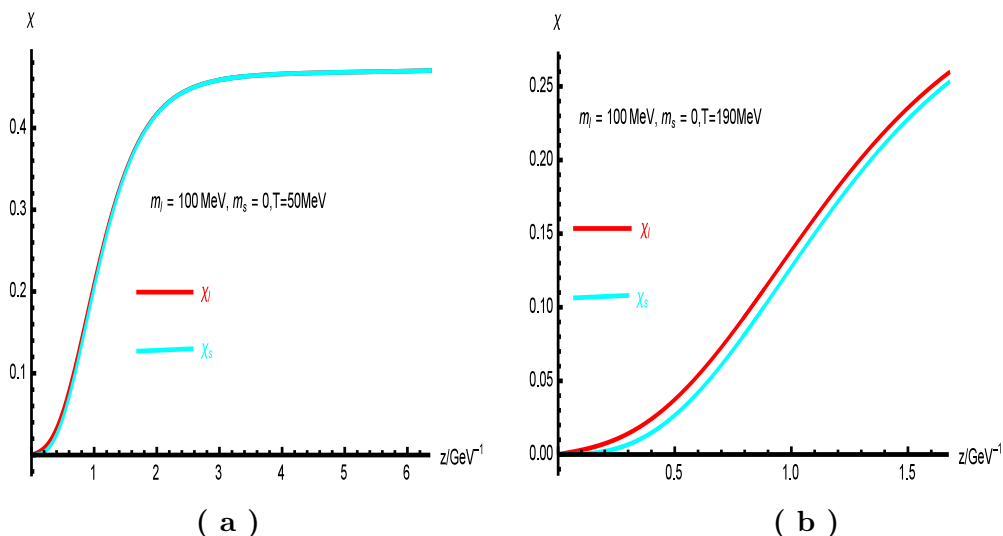 χ
0.4
0.3
0.2
0.1
m_l = 100 MeV, m_s = 0,T=50MeV
χ_l
χ_s
1 2 3 4 5 6 z/GeV⁻¹
( a )
χ
0.25
0.20
0.15
0.10
0.05
0.00
m_l = 100 MeV, m_s = 0,T=190MeV
χ_l
χ_s
0.5 1.0 1.5 z/GeV⁻¹
( b )